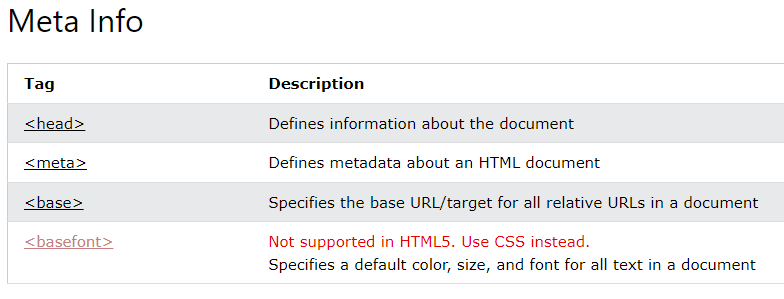 Meta Info
Tag Description
<head> Defines information about the document
<meta> Defines metadata about an HTML document
<base> Specifies the base URL/target for all relative URLs in a document
<basefont> Not supported in HTML5. Use CSS instead.
Specifies a default color, size, and font for all text in a document